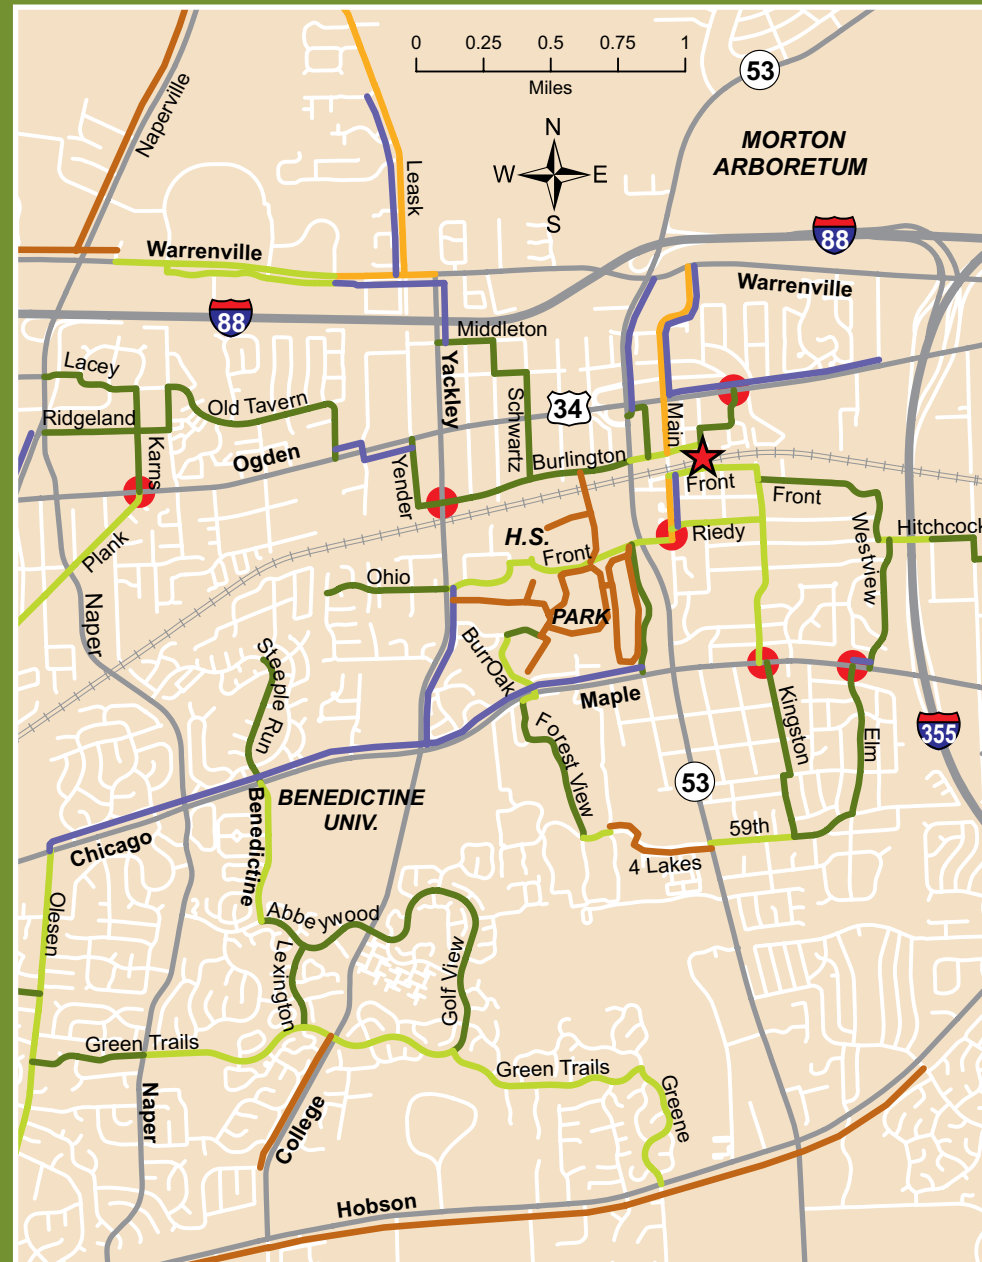 0 0.25 0.5 0.75 1
Miles
53
N
W E
S
MORTON
ARBORETUM
Naperville
Leask
88
Warrenville
Warrenville
88
Middleton
Lacey
Yackley
Old Tavern
Schwartz
34
Ridgeland
Main
Karns
Ogden
Yender
Burlington
Front
Front
Plank
H.S.
Riedy
Westview
Hitchcock
Front
Ohio
Naper
PARK
Steeple Run
BurrOak
Maple
Kingston
Elm
355
Forest View
53
Benedictine
BENEDICTINE
UNIV.
Chicago
59th
4 Lakes
Olesen
Abbeywood
Lexington
Golf View
Green Trails
Green Trails
Greene
Naper
College
Hobson